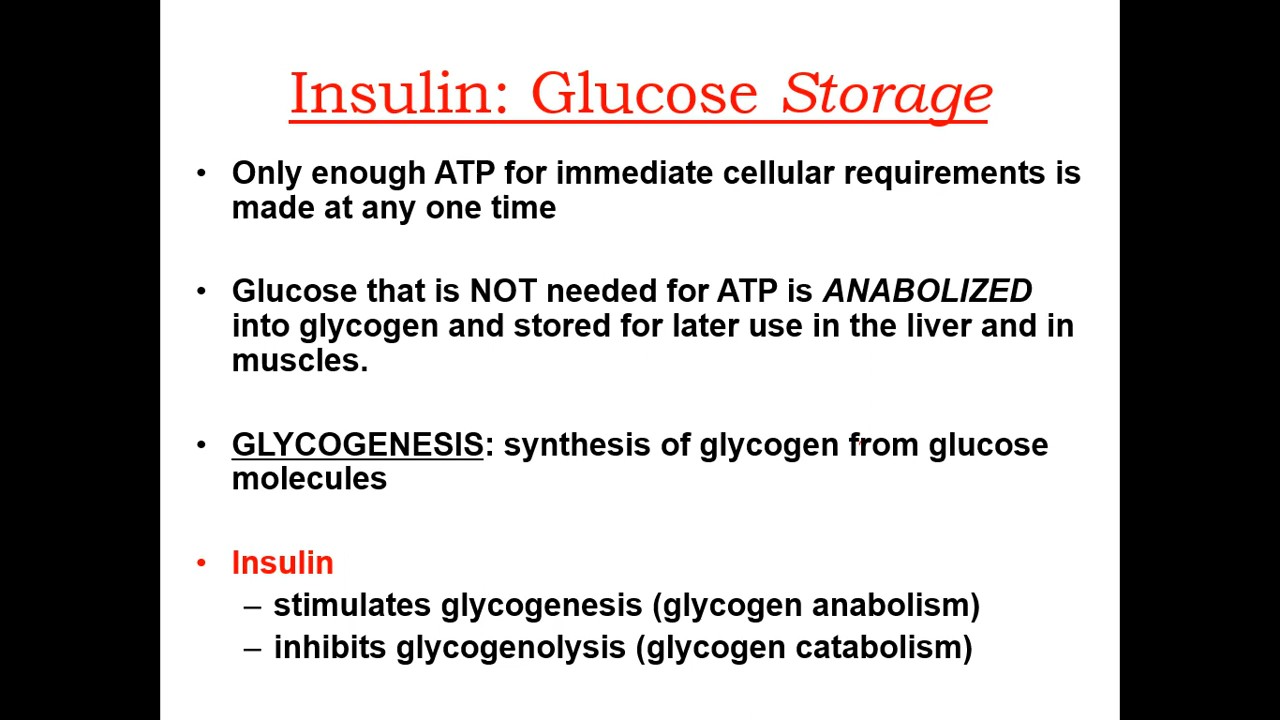 Insulin: Glucose Storage
• Only enough ATP for immediate cellular requirements is
made at any one time
• Glucose that is NOT needed for ATP is ANABOLIZED
into glycogen and stored for later use in the liver and in
muscles.
• GLYCOGENESIS: synthesis of glycogen from glucose
molecules
• Insulin
– stimulates glycogenesis (glycogen anabolism)
– inhibits glycogenolysis (glycogen catabolism)